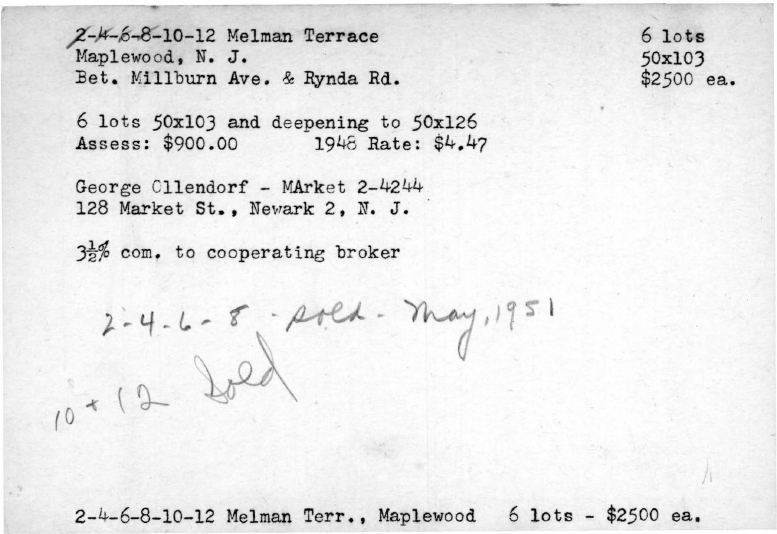 2-4-6-8-10-12 Melman Terrace 6 lots
Maplewood, N. J. 50x103
Bet. Millburn Ave. & Rynda Rd. $2500 ea.
6 lots 50x103 and deepening to 50x126
Assess: $900.00 1948 Rate: $4.47
George Ollendorf - MArket 2-4244
128 Market St., Newark 2, N. J.
3½% com. to cooperating broker
2-4-6-8 - sold - May, 1951
10 + 12 Sold
2-4-6-8-10-12 Melman Terr., Maplewood 6 lots - $2500 ea.